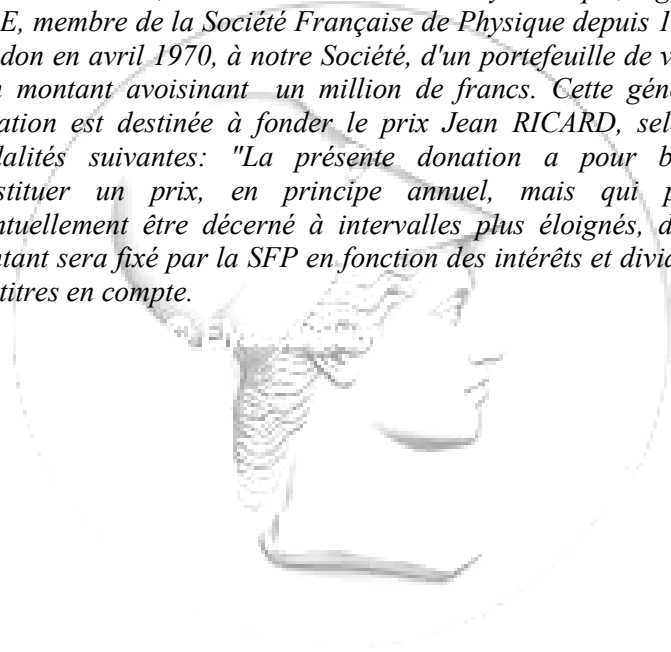 E, membre de la Société Française de Physique depuis 1
don en avril 1970, à notre Société, d'un portefeuille de v
n montant avoisinant un million de francs. Cette géné
ation est destinée à fonder le prix Jean RICARD, sel
dalités suivantes: "La présente donation a pour b
stituer un prix, en principe annuel, mais qui p
ntuellement être décerné à intervalles plus éloignés, d
ntant sera fixé par la SFP en fonction des intérêts et divid
titres en compte.